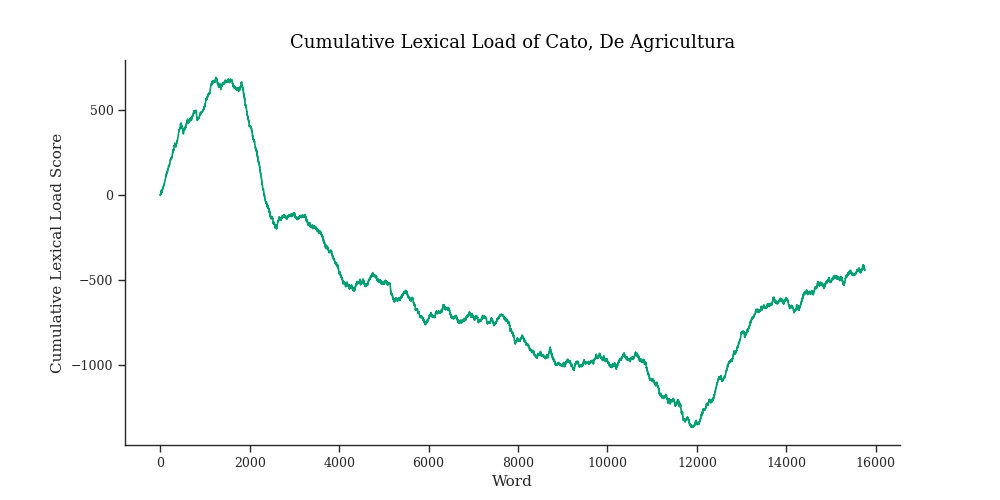 Cumulative Lexical Load of Cato, De Agricultura
Cumulative Lexical Load Score
500
0
−500
−1000
0 2000 4000 6000 8000 10000 12000 14000 16000
Word